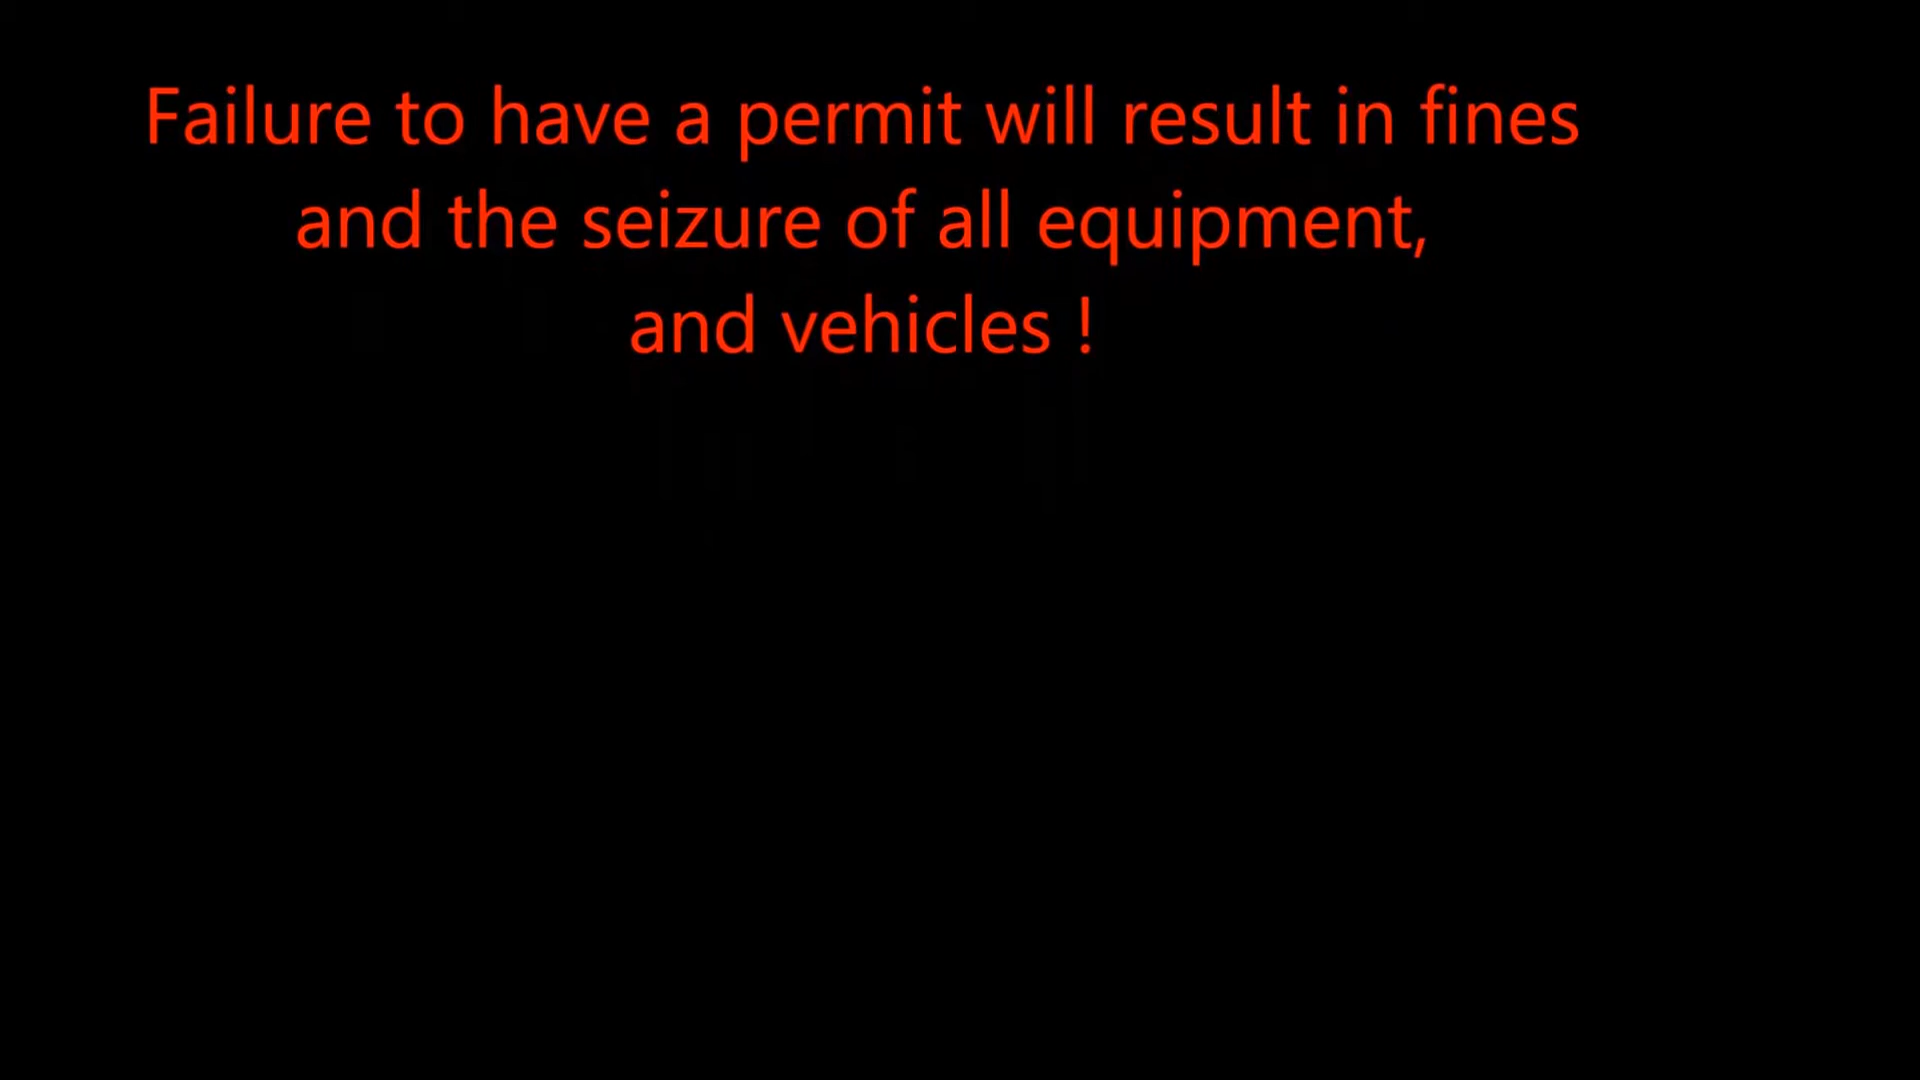 Failure to have a permit will result in fines
and the seizure of all equipment,
and vehicles !